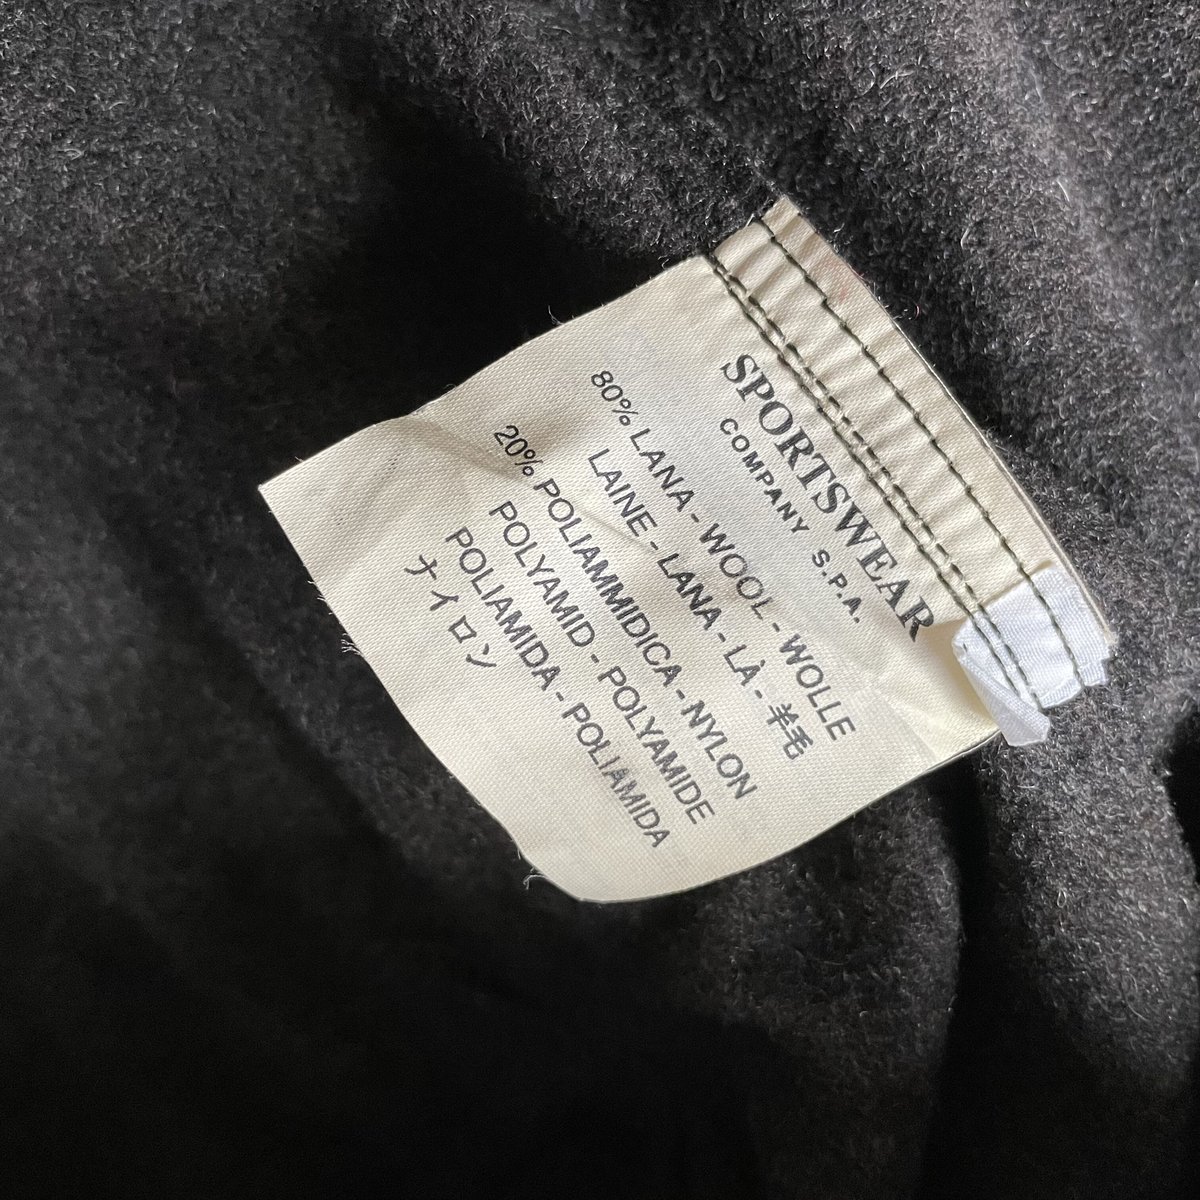 SPORTSWEAR
COMPANY S.P.A.
80% LANA - WOOL - WOLLE
LAINE - LANA - LÀ - 羊毛
20% POLIAMMIDICA - NYLON
POLYAMID - POLYAMIDE
POLIAMIDA - POLIAMIDA
ナイロン